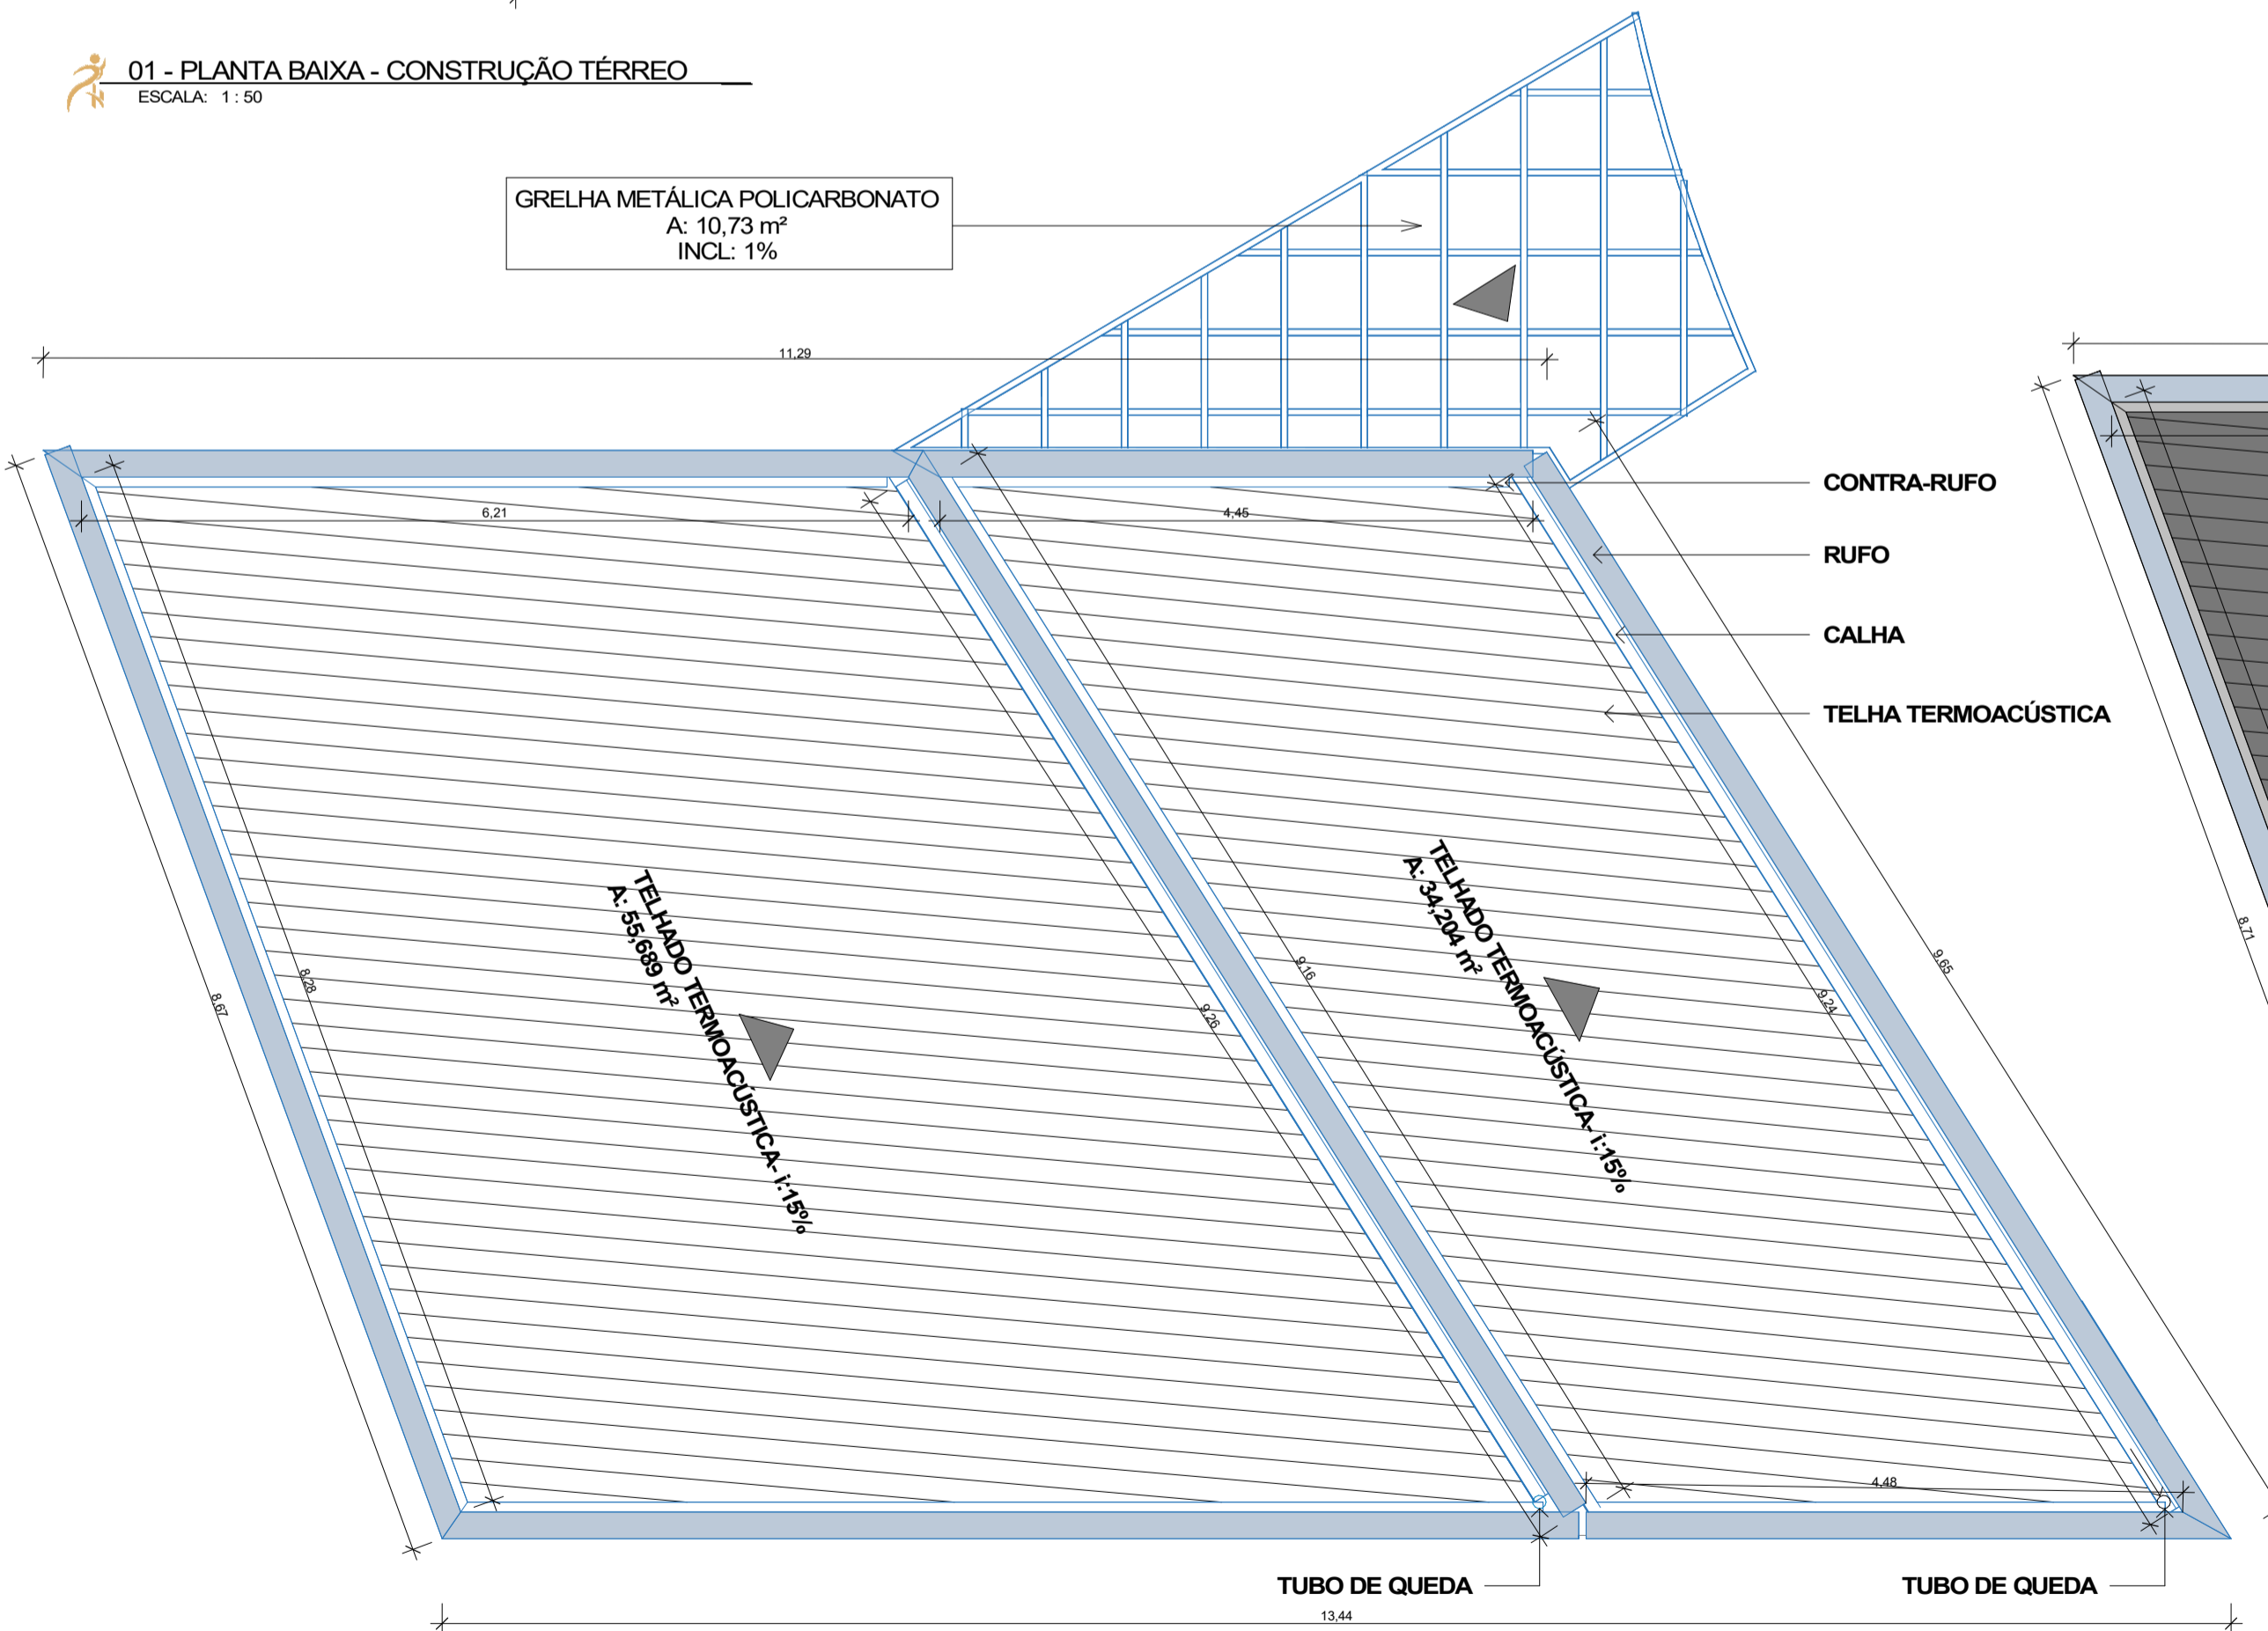 01 - PLANTA BAIXA - CONSTRUÇÃO TÉRREO
ESCALA: 1 : 50
GRELHA METÁLICA POLICARBONATO
A: 10,73 m²
INCL: 1%
11,29
6,21
4,45
CONTRA-RUFO
RUFO
CALHA
TELHA TERMOACÚSTICA
TELHADO TERMOACÚSTICA- i:15%
A: 55,689 m²
TELHADO TERMOACÚSTICA- i:15%
A: 34,204 m²
8,67
8,28
9,26
9,16
9,24
9,65
8,71
4,48
TUBO DE QUEDA
TUBO DE QUEDA
13,44